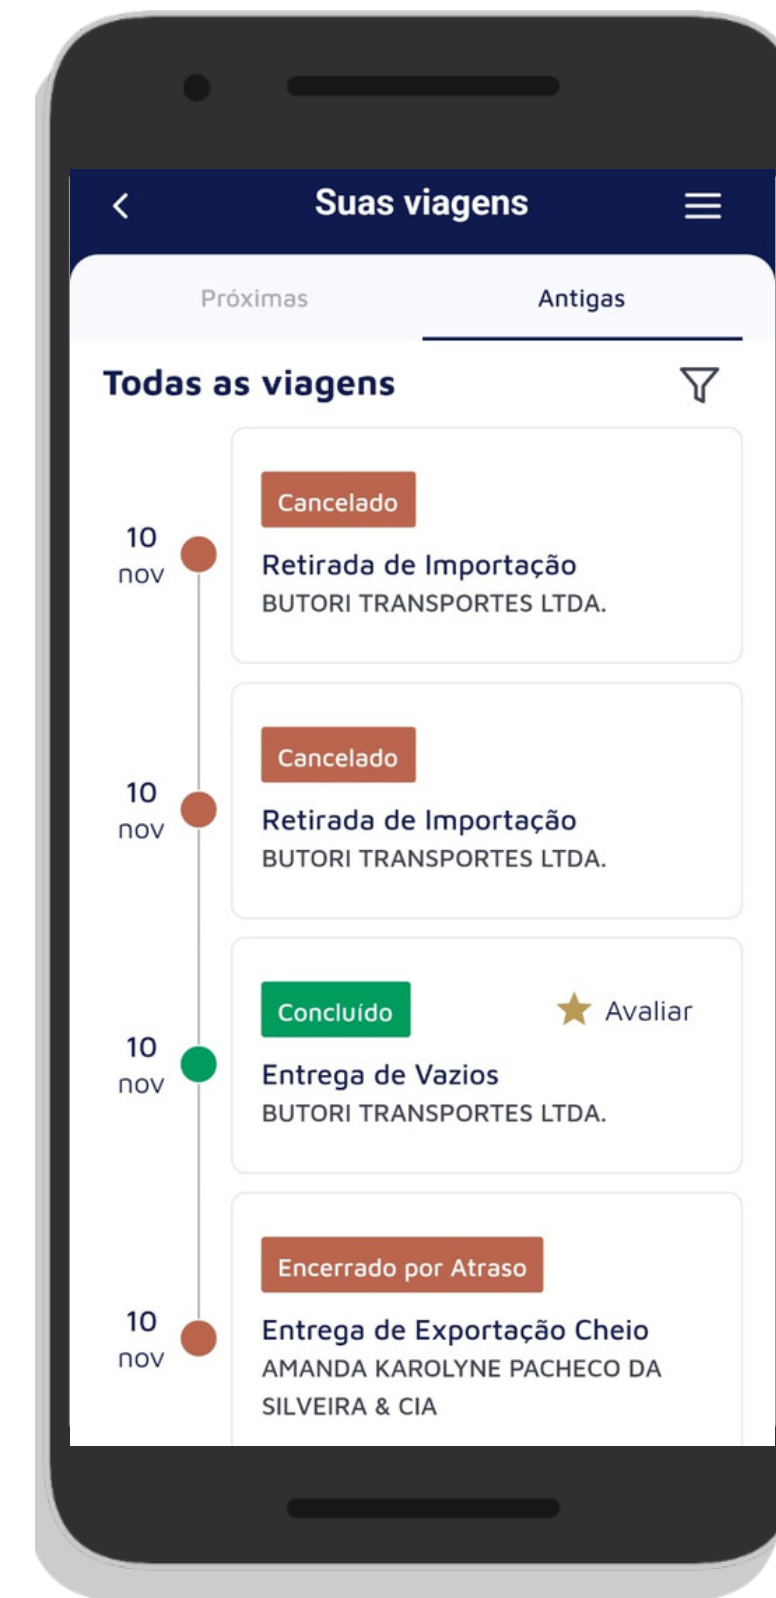 Suas viagens
Próximas
Antigas
Todas as viagens
10
nov
Cancelado
Retirada de Importação
BUTORI TRANSPORTES LTDA.
10
nov
Cancelado
Retirada de Importação
BUTORI TRANSPORTES LTDA.
10
nov
Concluído
Avaliar
Entrega de Vazios
BUTORI TRANSPORTES LTDA.
10
nov
Encerrado por Atraso
Entrega de Exportação Cheio
AMANDA KAROLYNE PACHECO DA
SILVEIRA & CIA